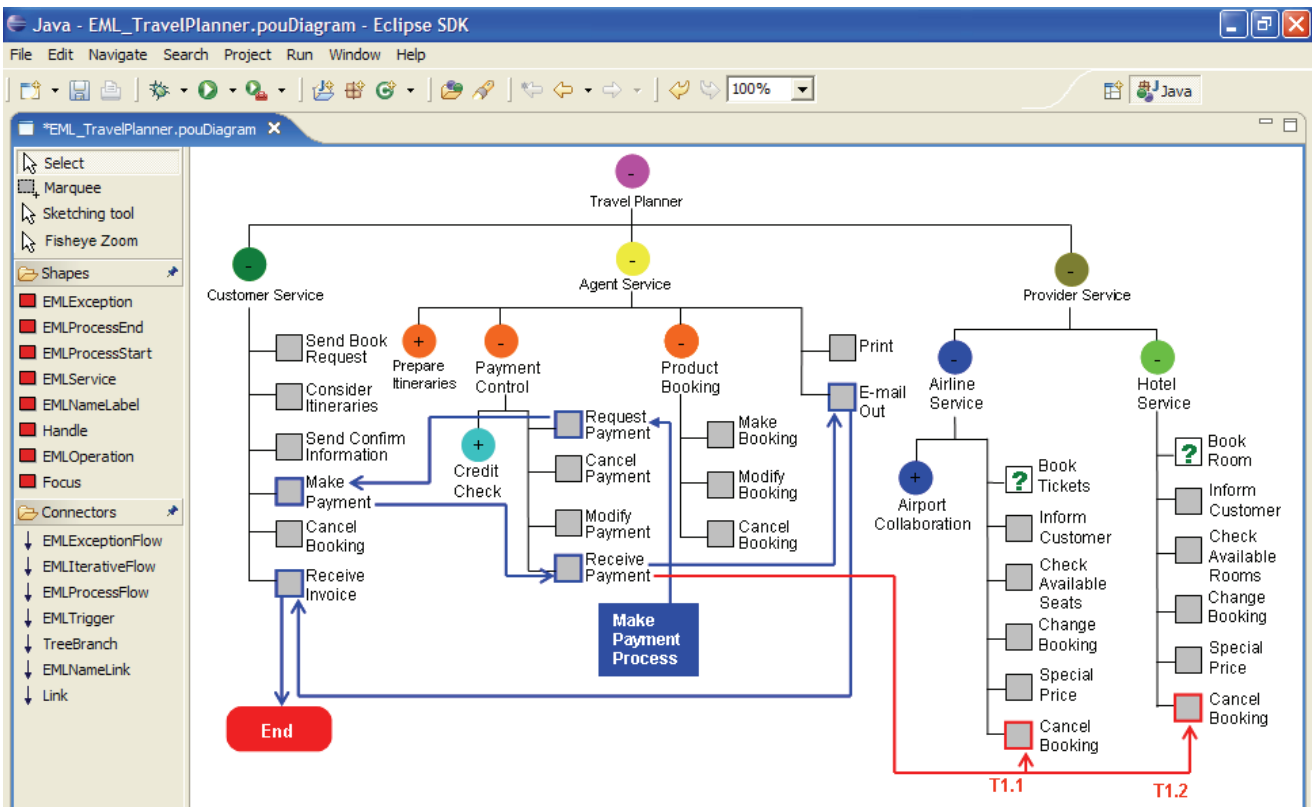 Java - EML_TravelPlanner.pouDiagram - Eclipse SDK
File Edit Navigate Search Project Run Window Help
100%
Java
*EML_TravelPlanner.pouDiagram
Select
Marquee
Sketching tool
Fisheye Zoom
Shapes
EMLException
EMLProcessEnd
EMLProcessStart
EMLService
EMLNameLabel
Handle
EMLOperation
Focus
Connectors
EMLExceptionFlow
EMLIterativeFlow
EMLProcessFlow
EMLTrigger
TreeBranch
EMLNameLink
Link
-
Travel Planner
-
Customer Service
-
Agent Service
-
Provider Service
Send Book
Request
Consider
Itineraries
Send Confirm
Information
Make
Payment
Cancel
Booking
Receive
Invoice
End
+
Prepare
Itineraries
-
Payment
Control
+
Credit
Check
Request
Payment
Cancel
Payment
Modify
Payment
Receive
Payment
Make
Payment
Process
-
Product
Booking
Make
Booking
Modify
Booking
Cancel
Booking
Print
E-mail
Out
-
Airline
Service
+
Airport
Collaboration
?
Book
Tickets
Inform
Customer
Check
Available
Seats
Change
Booking
Special
Price
Cancel
Booking
T1.1
-
Hotel
Service
?
Book
Room
Inform
Customer
Check
Available
Rooms
Change
Booking
Special
Price
Cancel
Booking
T1.2